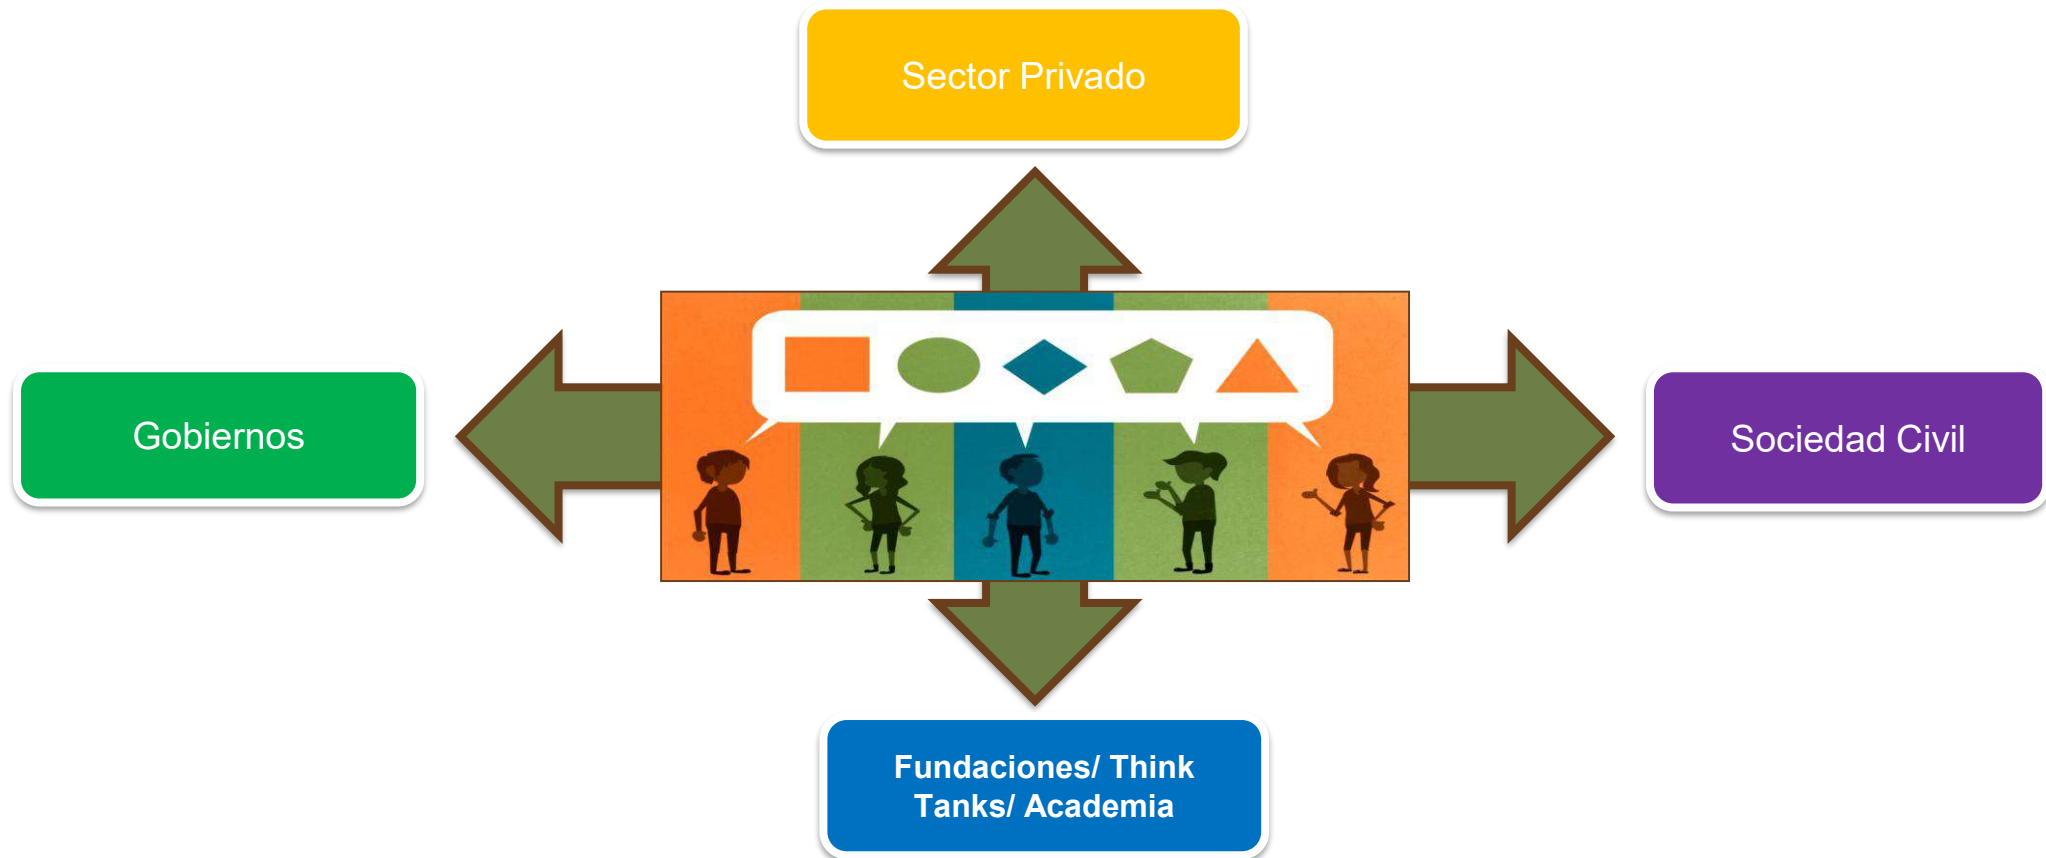 Sector Privado
Gobiernos
Sociedad Civil
Fundaciones/ Think
Tanks/ Academia